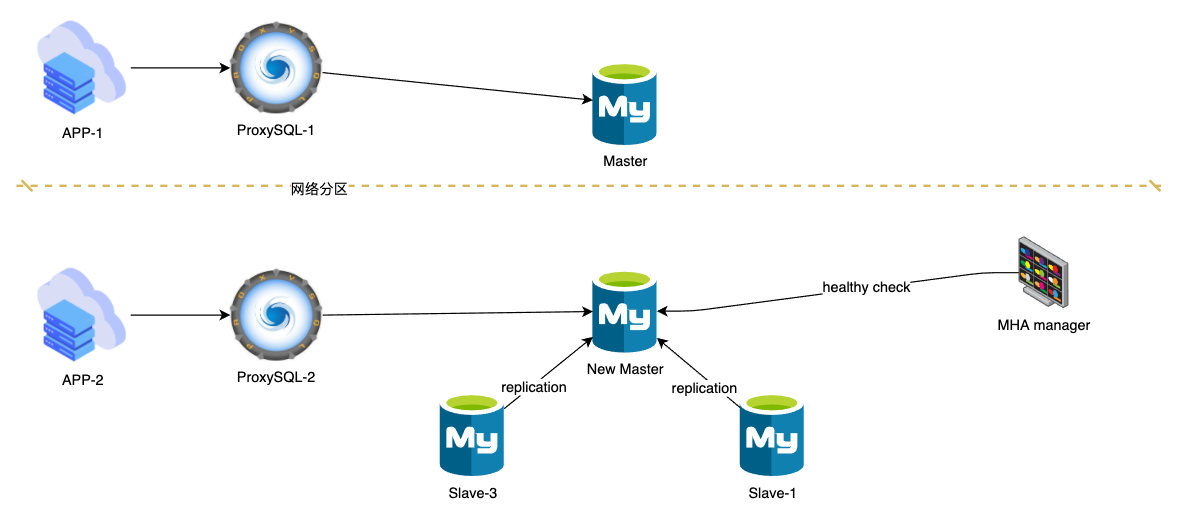 APP-1
ProxySQL-1
My
Master
网络分区
APP-2
ProxySQL-2
My
New Master
healthy check
MHA manager
replication
replication
My
Slave-3
My
Slave-1